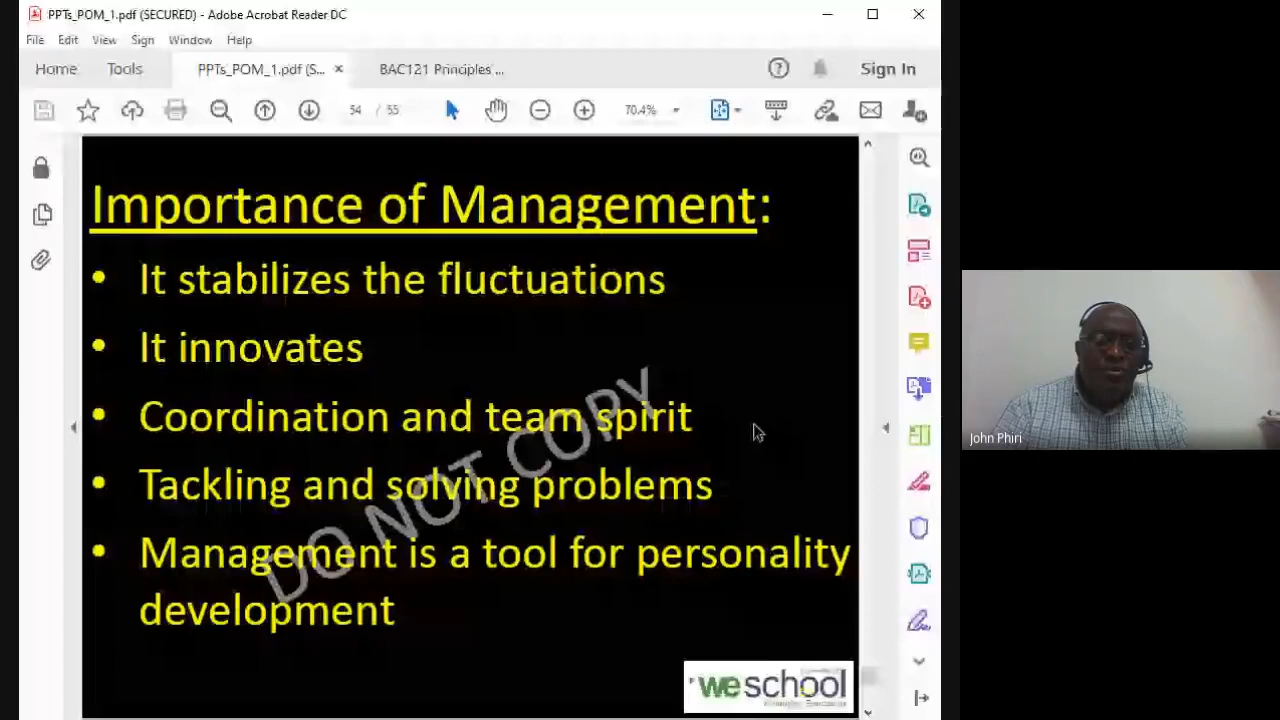 PPTs_POM_1.pdf (SECURED) - Adobe Acrobat Reader DC
File Edit View Sign Window Help
Home Tools PPTs_POM_1.pdf (S... × BAC121 Principles ... Sign In
54 / 55 70.4%
Importance of Management:
• It stabilizes the fluctuations
• It innovates
• Coordination and team spirit
• Tackling and solving problems
• Management is a tool for personality
development
DO NOT COPY
weschool
John Phiri